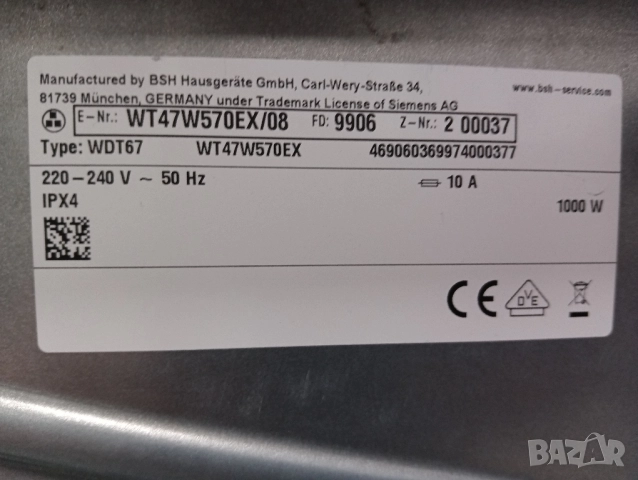 Manufactured by BSH Hausgeräte GmbH, Carl-Wery-Straße 34,
81739 München, GERMANY under Trademark License of Siemens AG
www.bsh-service.com
E-Nr.: WT47W570EX/08 FD: 9906 Z-Nr.: 2 00037
Type: WDT67 WT47W570EX 469060369974000377
220-240 V ~ 50 Hz 10 A
IPX4 1000 W
CE DVE
BAZAR